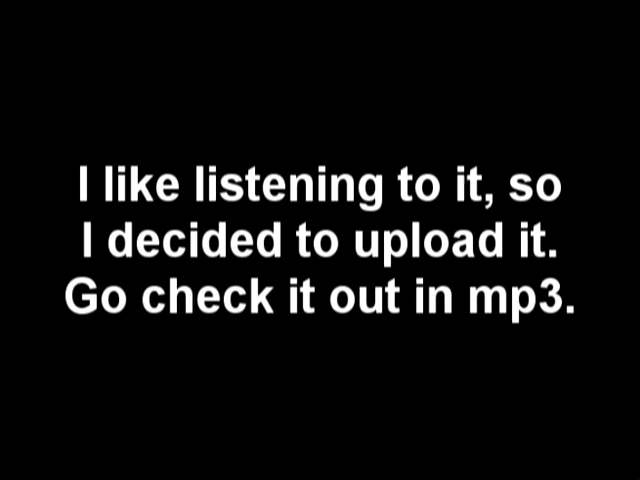 I like listening to it, so
I decided to upload it.
Go check it out in mp3.